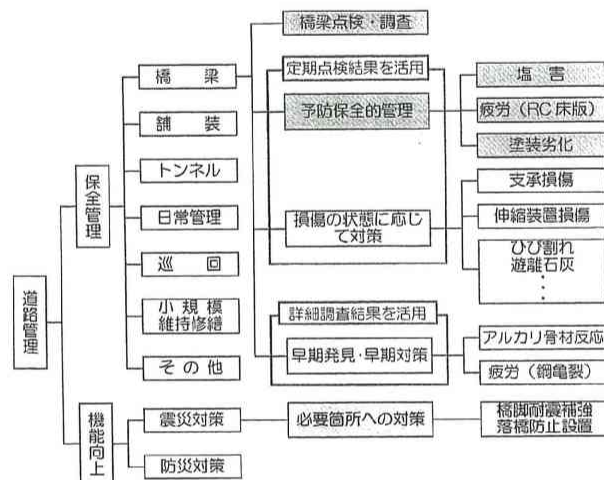 道路管理
保全管理
機能向上
橋梁
舗装
トンネル
日常管理
巡回
小規模
維持修繕
その他
震災対策
防災対策
橋梁点検・調査
定期点検結果を活用
予防保全的管理
損傷の状態に応じ
て対策
詳細調査結果を活用
早期発見・早期対策
必要箇所への対策
塩害
疲労（RC床版）
塗装劣化
支承損傷
伸縮装置損傷
ひび割れ
遊離石灰
・
・
・
アルカリ骨材反応
疲労（鋼亀裂）
橋脚耐震補強
落橋防止設置